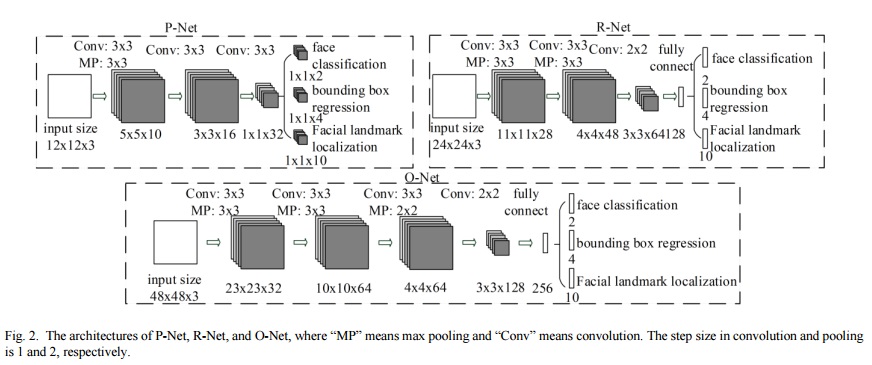 P-Net
Conv: 3x3 Conv: 3x3 Conv: 3x3
MP: 3x3
face
classification
1x1x2
bounding box
regression
1x1x4
Facial landmark
localization
1x1x10
input size
12x12x3
5x5x10
3x3x16
1x1x32
R-Net
Conv: 3x3 Conv: 3x3 Conv: 2x2 fully
MP: 3x3 MP: 3x3 connect
face classification
2
bounding box
regression
4
Facial landmark
localization
10
input size
24x24x3
11x11x28
4x4x48
3x3x64
128
O-Net
Conv: 3x3 Conv: 3x3 Conv: 3x3 Conv: 2x2 fully
MP: 3x3 MP: 3x3 MP: 2x2 connect
face classification
2
bounding box regression
4
Facial landmark localization
10
input size
48x48x3
23x23x32
10x10x64
4x4x64
3x3x128
256
Fig. 2. The architectures of P-Net, R-Net, and O-Net, where “MP” means max pooling and “Conv” means convolution. The step size in convolution and pooling
is 1 and 2, respectively.